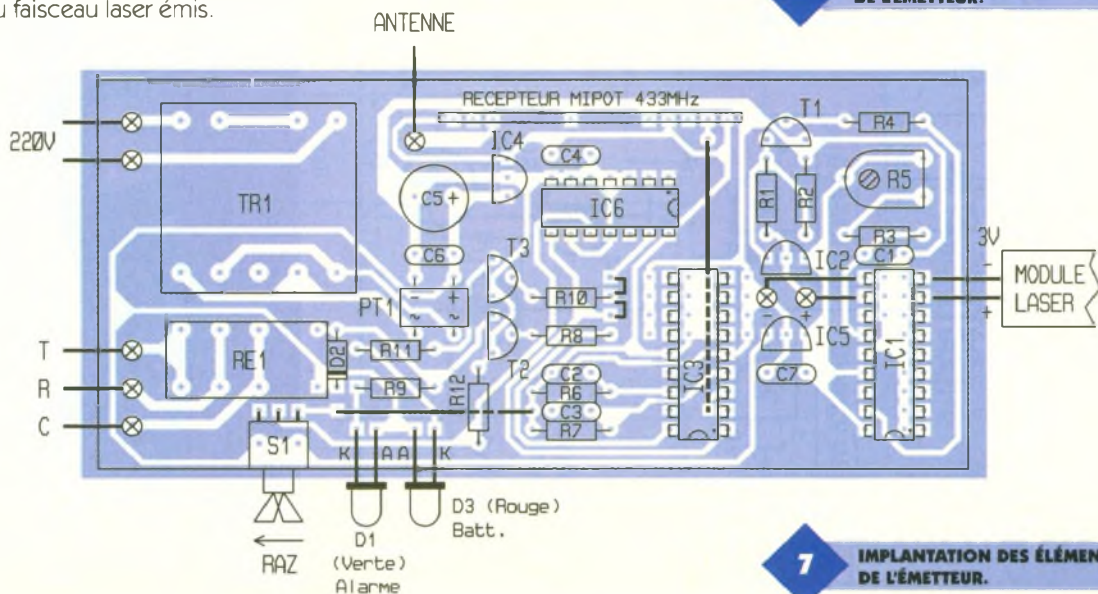 u faisceau laser émis.
DE L'ÉMETTEUR.
ANTENNE
RECEPTEUR MIPOT 433MHz
T1
R4
220V
IC4
C4
R5
TR1
C5 +
R1
R2
IC6
R3
3V
C6
T3
IC2
C1
-
MODULE
LASER
+
PT1
- +
~ ~
R10
- +
T
RE1
D2
R11
R8
IC5
IC3
IC1
R
R9
T2
C2
C7
R12
R6
C
C3
S1
R7
K A A K
D3 (Rouge)
Batt.
RAZ
D1
(Verte)
Alarme
7
IMPLANTATION DES ÉLÉMEN
DE L'ÉMETTEUR.